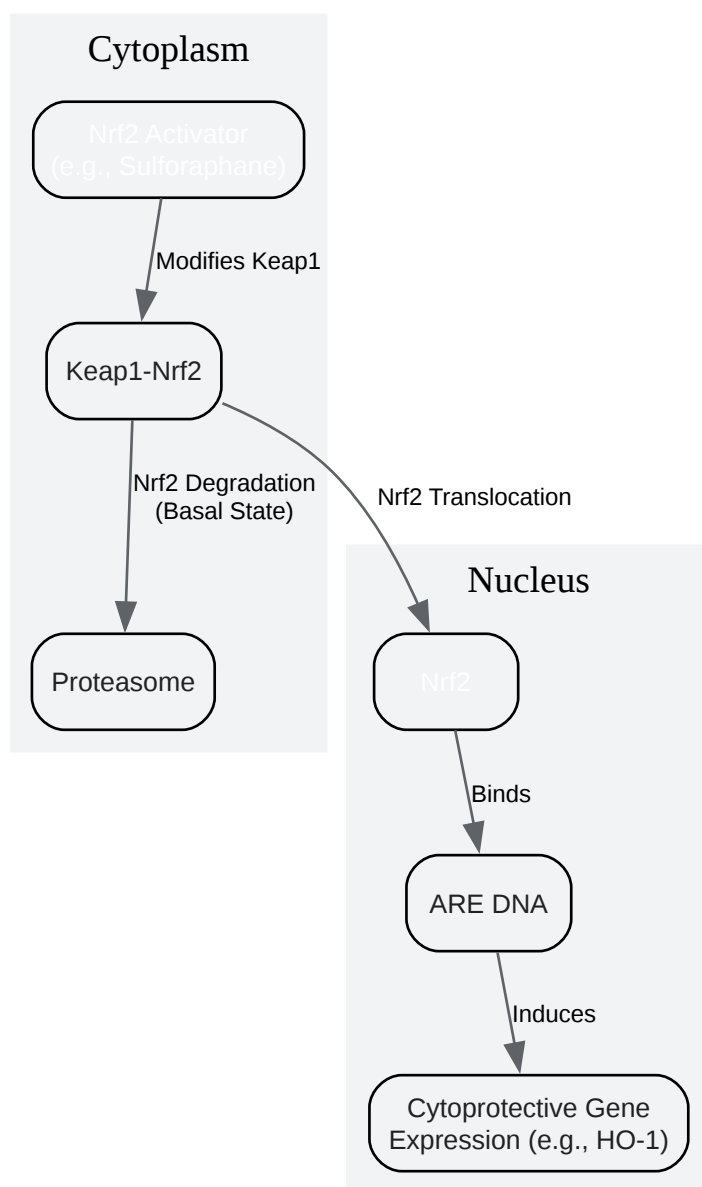 Cytoplasm
Nrf2 Activator
(e.g., Sulforaphane)
Modifies Keap1
Keap1-Nrf2
Nrf2 Degradation
(Basal State)
Nrf2 Translocation
Proteasome
Nucleus
Nrf2
Binds
ARE DNA
Induces
Cytoprotective Gene
Expression (e.g., HO-1)